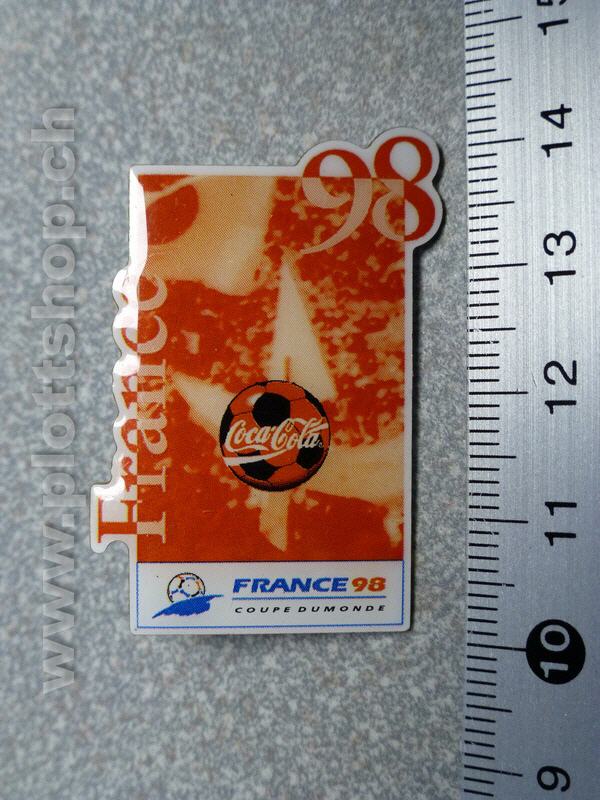 98
France
Coca-Cola
FRANCE 98
COUPE DU MONDE
www.plottshop.ch
15
14
13
12
11
10
9